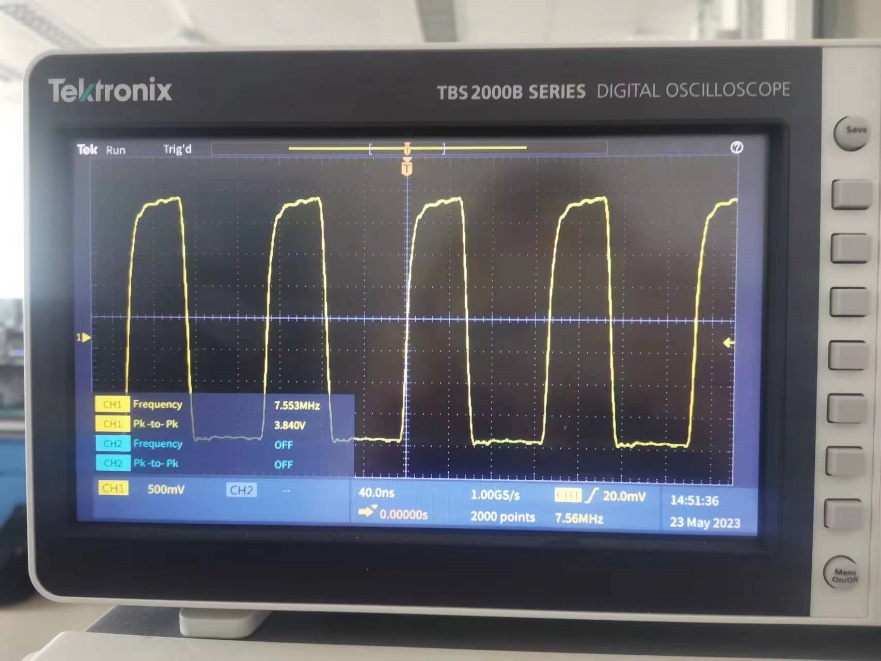 Tektronix
TBS 2000B SERIES DIGITAL OSCILLOSCOPE
Save
Tek Run Trig'd
T
1
CH1 Frequency 7.553MHz
CH1 Pk-to-Pk 3.840V
CH2 Frequency OFF
CH2 Pk-to-Pk OFF
CH1 500mV CH2 -- 40.0ns 1.00GS/s CH1 20.0mV 14:51:36
0.00000s 2000 points 7.56MHz 23 May 2023
Menu
On/Off